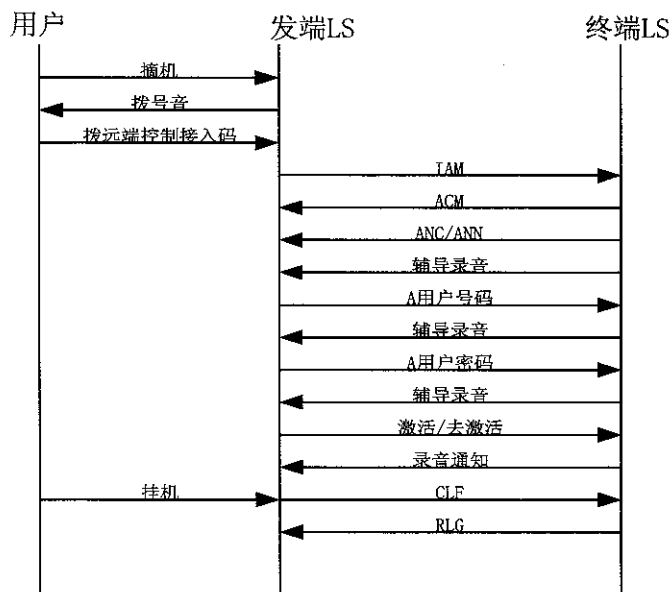 用户 发端LS 终端LS
摘机
拨号音
拨远端控制接入码
IAM
ACM
ANC/ANN
辅导录音
A用户号码
辅导录音
A用户密码
辅导录音
激活/去激活
录音通知
挂机 CLF
RLG